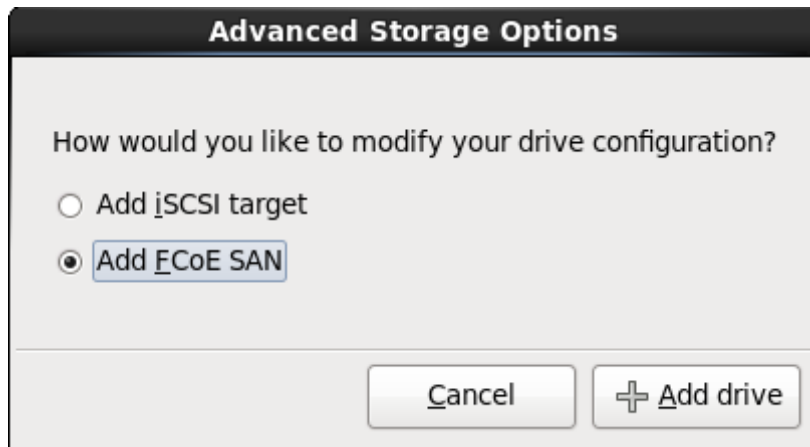 Advanced Storage Options
How would you like to modify your drive configuration?
Add iSCSI target
Add FCoE SAN
Cancel
Add drive